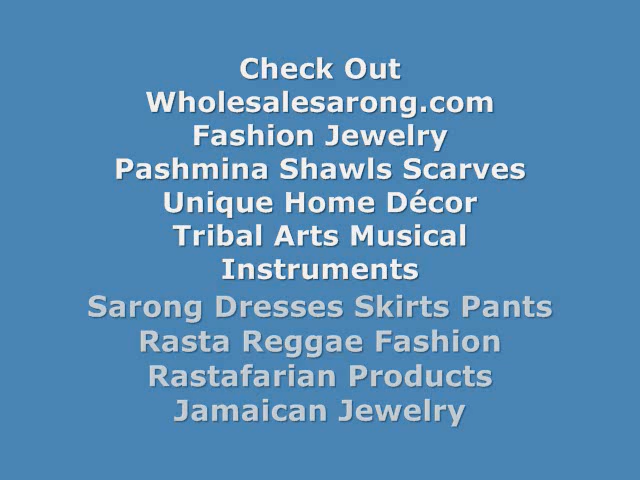 Check Out
Wholesalesarong.com
Fashion Jewelry
Pashmina Shawls Scarves
Unique Home Décor
Tribal Arts Musical
Instruments
Sarong Dresses Skirts Pants
Rasta Reggae Fashion
Rastafarian Products
Jamaican Jewelry